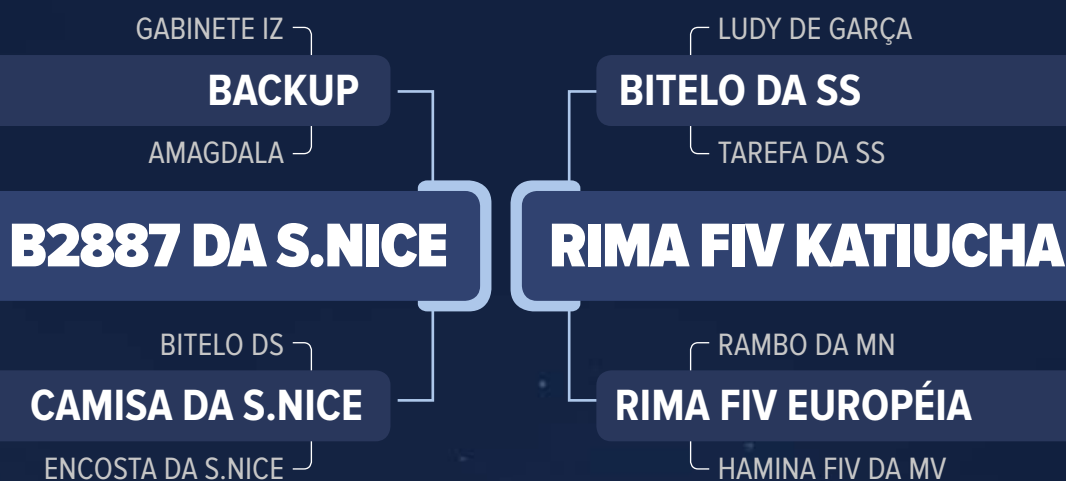 GABINETE IZ
BACKUP
AMAGDALA
B2887 DA S.NICE
BITELO DS
CAMISA DA S.NICE
ENCOSTA DA S.NICE
LUDY DE GARÇA
BITELO DA SS
TAREFA DA SS
RIMA FIV KATIUCHA
RAMBO DA MN
RIMA FIV EUROPÉIA
HAMINA FIV DA MV